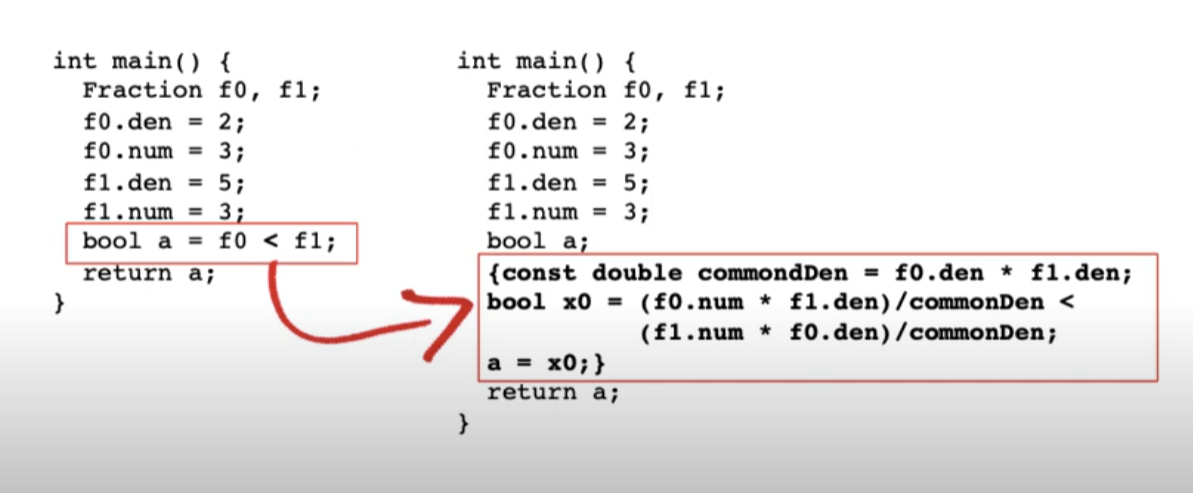 int main() {
Fraction f0, f1;
f0.den = 2;
f0.num = 3;
f1.den = 5;
f1.num = 3;
bool a = f0 < f1;
return a;
}
int main() {
Fraction f0, f1;
f0.den = 2;
f0.num = 3;
f1.den = 5;
f1.num = 3;
bool a;
{const double commondDen = f0.den * f1.den;
bool x0 = (f0.num * f1.den)/commonDen <
(f1.num * f0.den)/commonDen;
a = x0;}
return a;
}